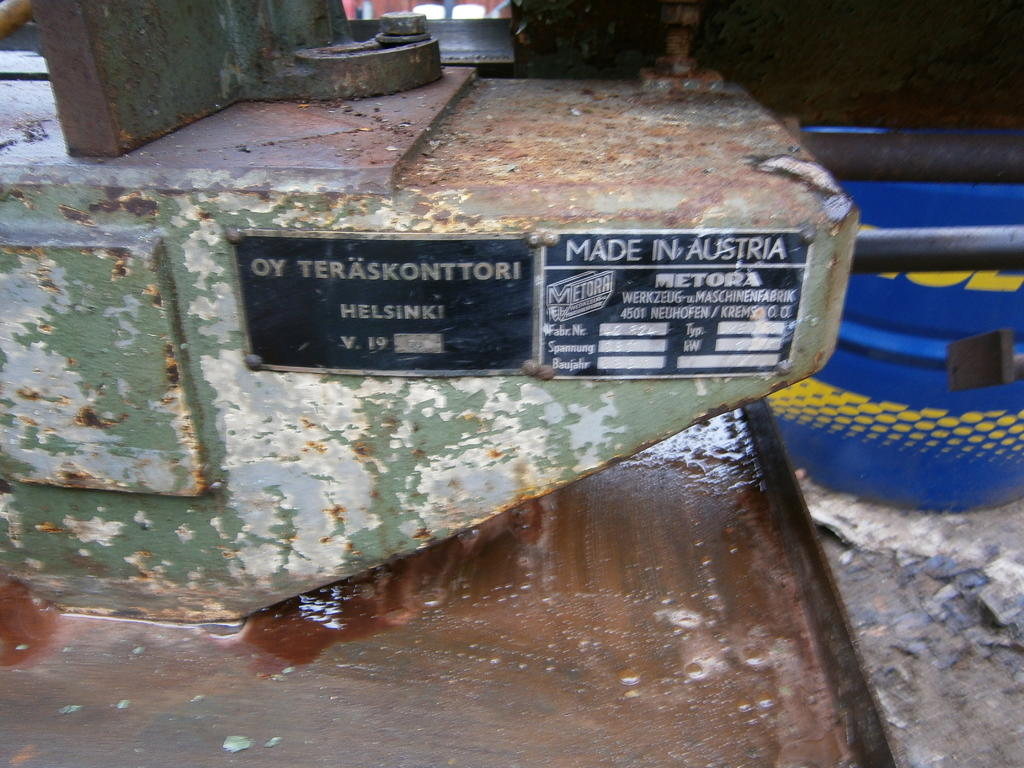 OY TERÄSKONTTORI
HELSINKI
V. 19
MADE IN AUSTRIA
METORA
METORA
WERKZEUG-u. MASCHINENFABRIK
4501 NEUHOFEN / KREMS, O. Ö.
Fabr. Nr. Typ.
Spannung kW
Baujahr